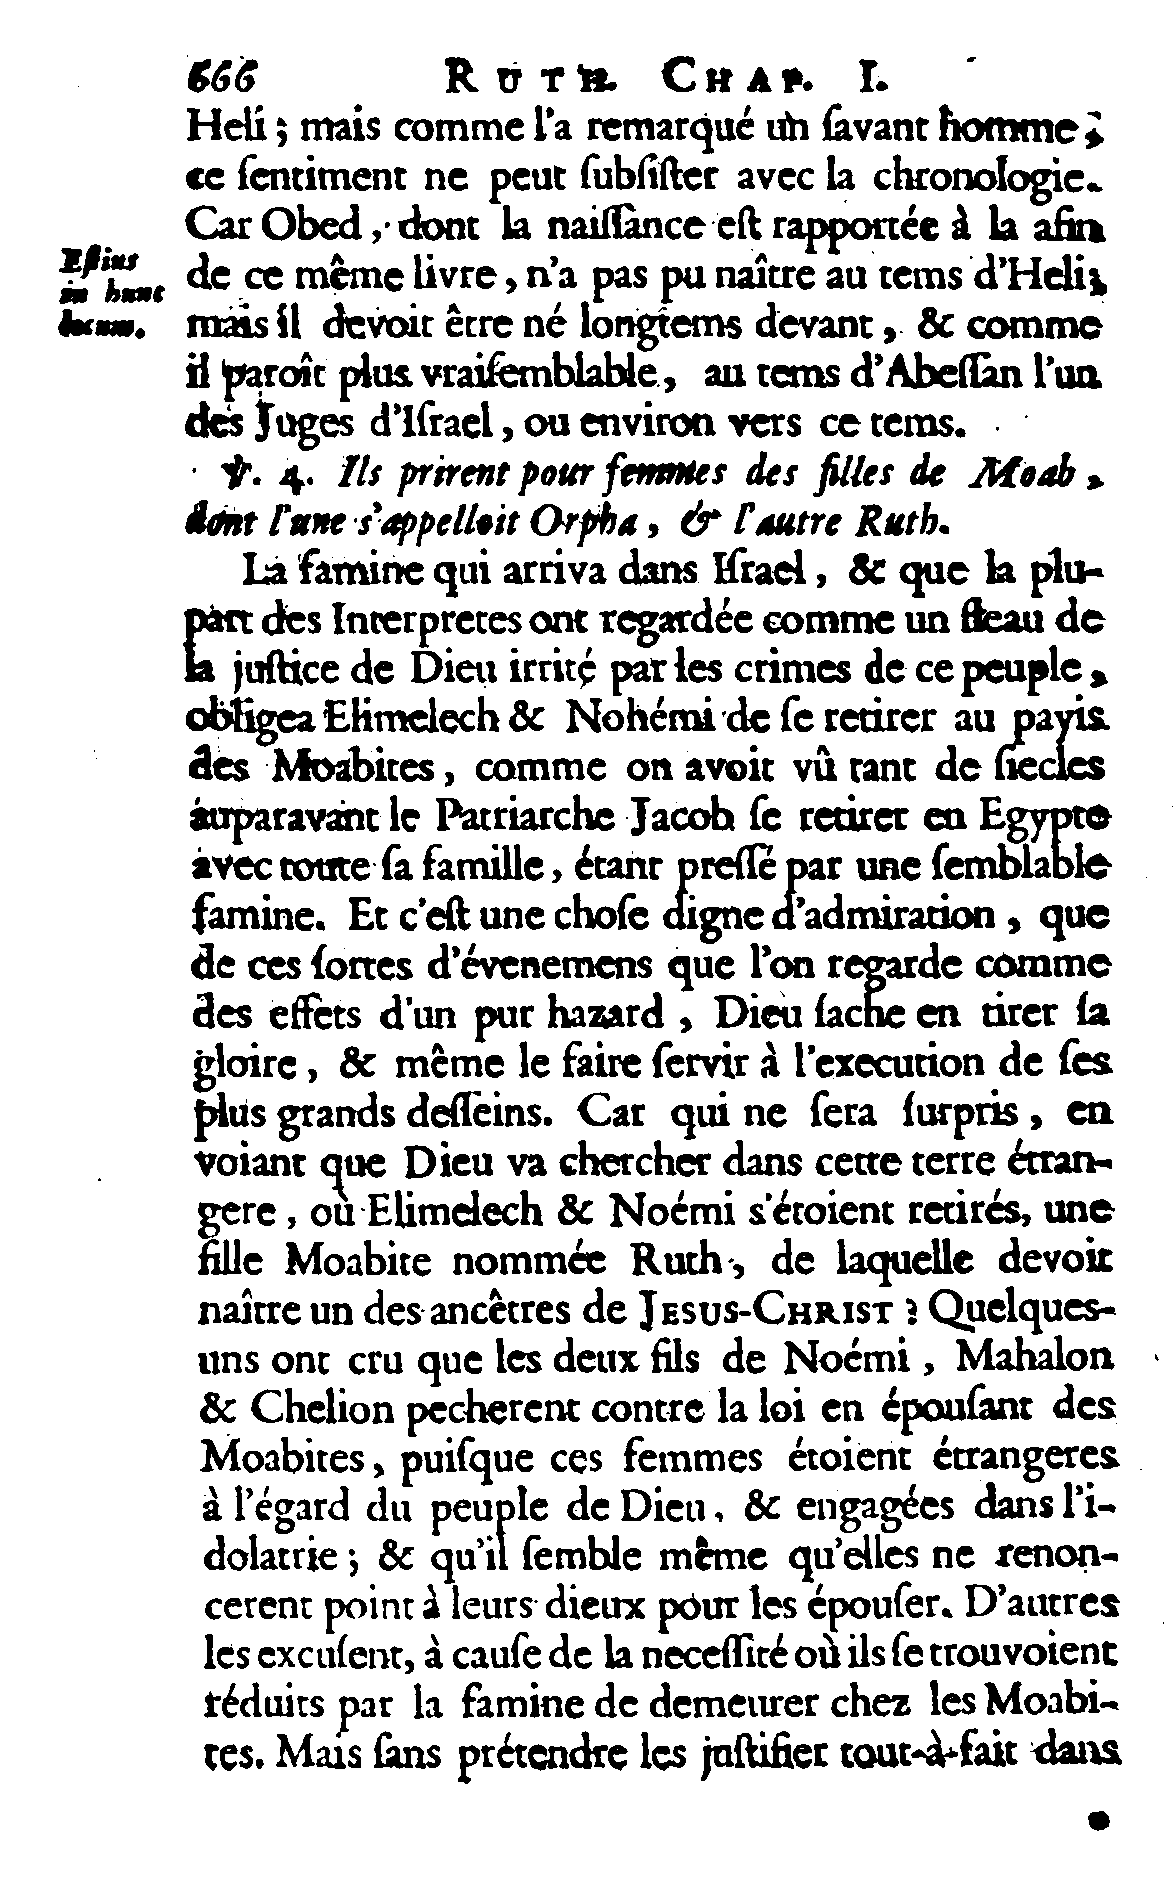 666 RUTH. CHAP. I.
Heli ; mais comme l'a remarqué un ſavant homme ;
ce ſentiment ne peut ſubſiſter avec la chronologie.
Car Obed , dont la naiſſance eſt rapportée à la afin
de ce même livre , n'a pas pu naître au tems d'Heli ;
mais il devoit être né longtems devant , & comme
il paroît plus vraiſemblable , au tems d'Abeſſan l'un
des Juges d'Iſrael , ou environ vers ce tems.
Eſtius
in hunc
locum.
℣. 4. Ils prirent pour femmes des filles de Moab ,
dont l'une s'appelloit Orpha , & l'autre Ruth.
La famine qui arriva dans Iſrael , & que la plu-
part des Interpretes ont regardée comme un fleau de
la juſtice de Dieu irrité par les crimes de ce peuple ,
obligea Elimelech & Nohémi de ſe retirer au payis
des Moabites , comme on avoit vû tant de ſiecles
auparavant le Patriarche Jacob ſe retirer en Egypte
avec toute ſa famille , étant preſſé par une ſemblable
famine. Et c'eſt une choſe digne d'admiration , que
de ces ſortes d'évenemens que l'on regarde comme
des effets d'un pur hazard , Dieu ſache en tirer ſa
gloire , & même le faire ſervir à l'execution de ſes
plus grands deſſeins. Car qui ne ſera ſurpris , en
voiant que Dieu va chercher dans cette terre étran-
gere , où Elimelech & Noémi s'étoient retirés, une
fille Moabite nommée Ruth , de laquelle devoit
naître un des ancêtres de JESUS-CHRIST ? Quelques-
uns ont cru que les deux fils de Noémi , Mahalon
& Chelion pecherent contre la loi en épouſant des
Moabites , puiſque ces femmes étoient étrangeres
à l'égard du peuple de Dieu , & engagées dans l'i-
dolatrie ; & qu'il ſemble même qu'elles ne renon-
cerent point à leurs dieux pour les épouſer. D'autres
les excuſent, à cauſe de la neceſſité où ils ſe trouvoient
réduits par la famine de demeurer chez les Moabi-
tes. Mais ſans prétendre les juſtifier tout-à-fait dans